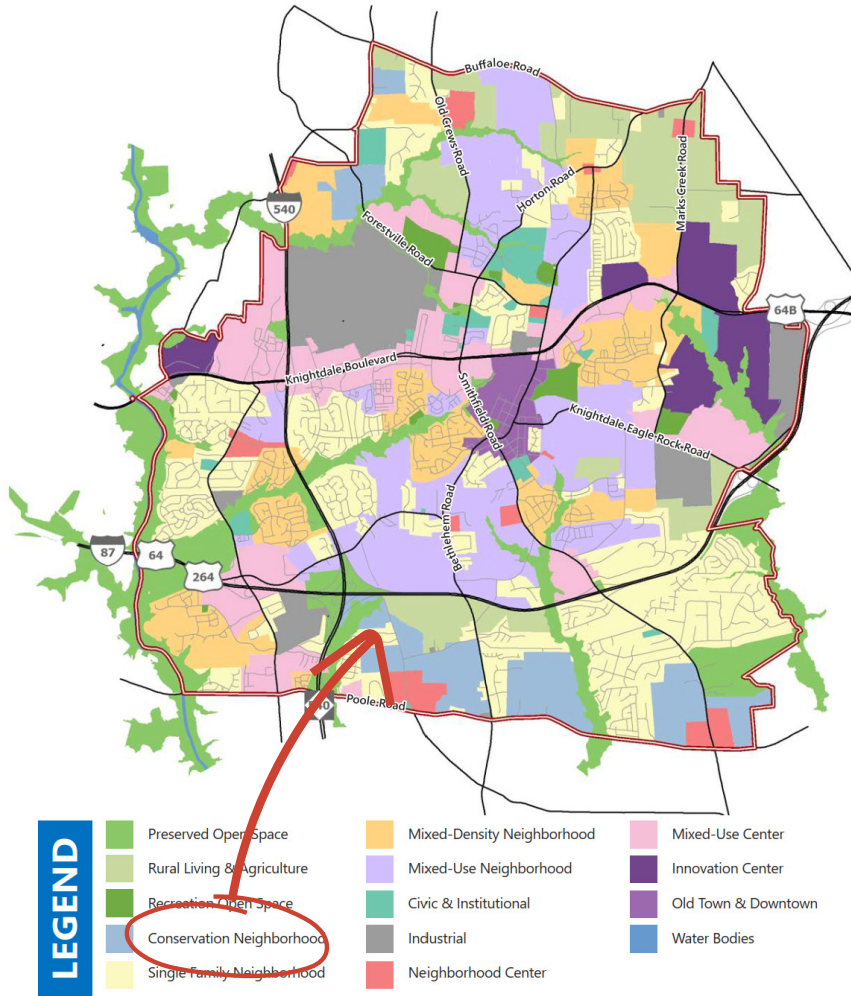 Buffaloe Road
Old Crews Road
Marks Creek Road
Horton Road
540
Forestville Road
64B
Knightdale Boulevard
Smithfield Road
Knightdale Eagle Rock Road
Bethlehem Road
87
64
264
Poole Road
LEGEND
Preserved Open Space
Rural Living & Agriculture
Recreation Open Space
Conservation Neighborhood
Single Family Neighborhood
Mixed-Density Neighborhood
Mixed-Use Neighborhood
Civic & Institutional
Industrial
Neighborhood Center
Mixed-Use Center
Innovation Center
Old Town & Downtown
Water Bodies